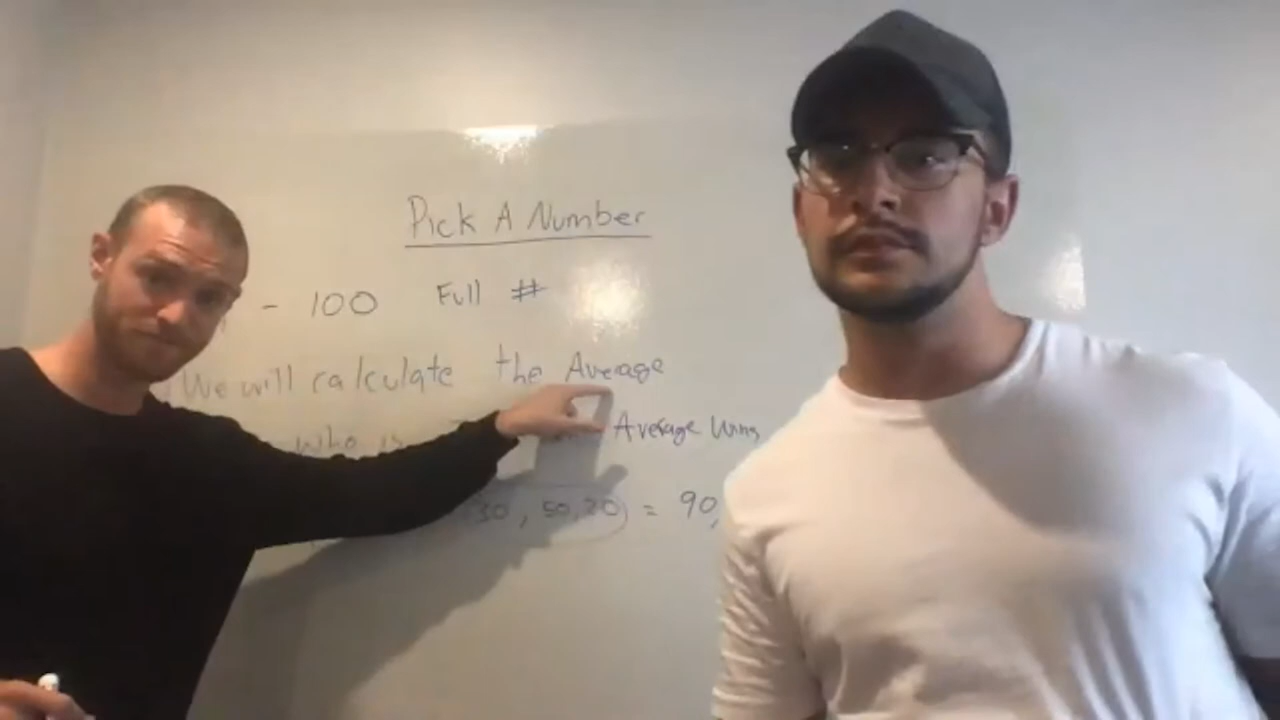 Pick A Number
- 100 Full #
We will calculate the Average
who is Average Wins
(30, 50, 20) = 90,